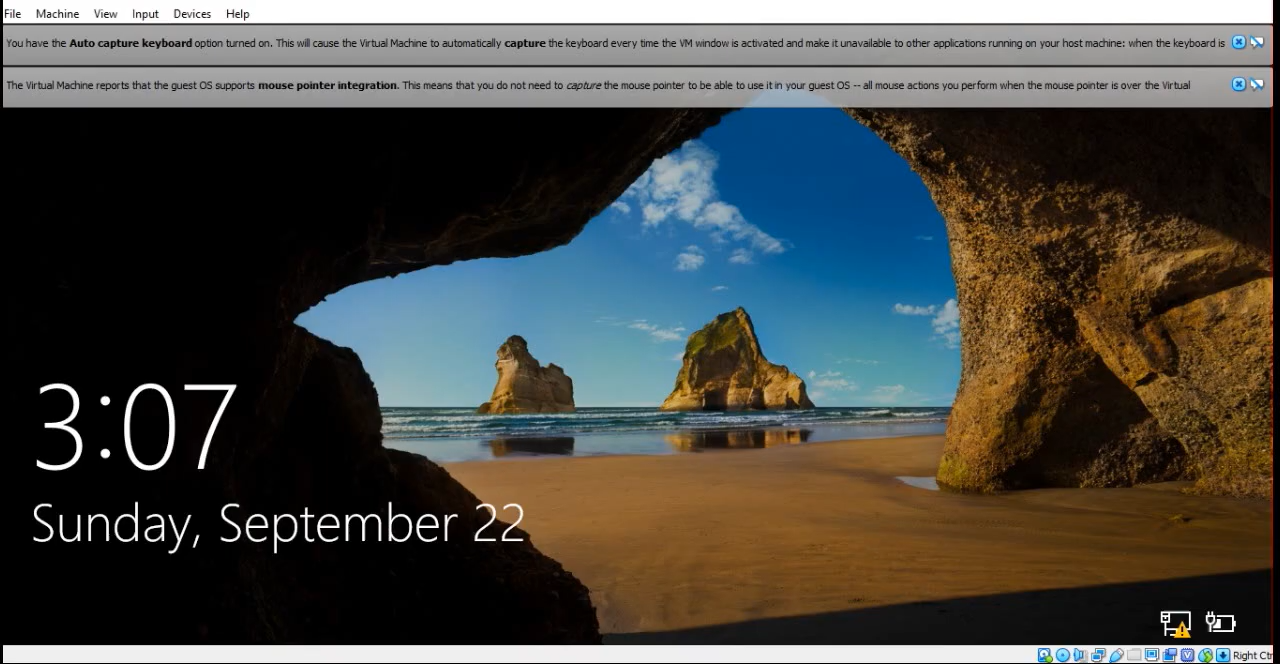 File Machine View Input Devices Help
You have the Auto capture keyboard option turned on. This will cause the Virtual Machine to automatically capture the keyboard every time the VM window is activated and make it unavailable to other applications running on your host machine: when the keyboard is
The Virtual Machine reports that the guest OS supports mouse pointer integration. This means that you do not need to capture the mouse pointer to be able to use it in your guest OS -- all mouse actions you perform when the mouse pointer is over the Virtual
3:07
Sunday, September 22
Right Ctr